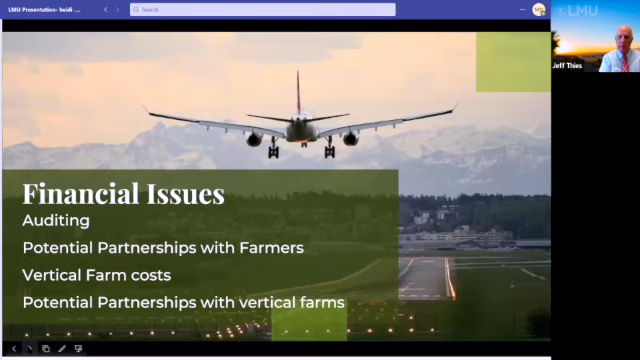 LMU Presentation- heidi ...
Search
MD
LMU
Jeff Thies
Financial Issues
Auditing
Potential Partnerships with Farmers
Vertical Farm costs
Potential Partnerships with vertical farms